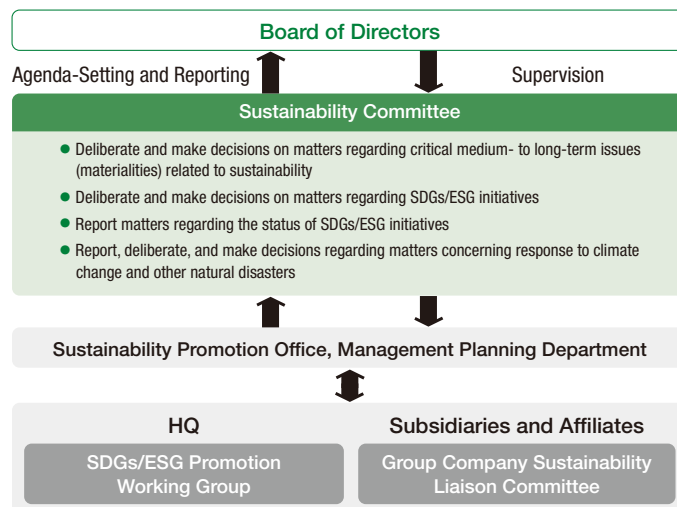 Board of Directors
Agenda-Setting and Reporting
Supervision
Sustainability Committee
● Deliberate and make decisions on matters regarding critical medium- to long-term issues
(materialities) related to sustainability
● Deliberate and make decisions on matters regarding SDGs/ESG initiatives
● Report matters regarding the status of SDGs/ESG initiatives
● Report, deliberate, and make decisions regarding matters concerning response to climate
change and other natural disasters
Sustainability Promotion Office, Management Planning Department
HQ
SDGs/ESG Promotion
Working Group
Subsidiaries and Affiliates
Group Company Sustainability
Liaison Committee